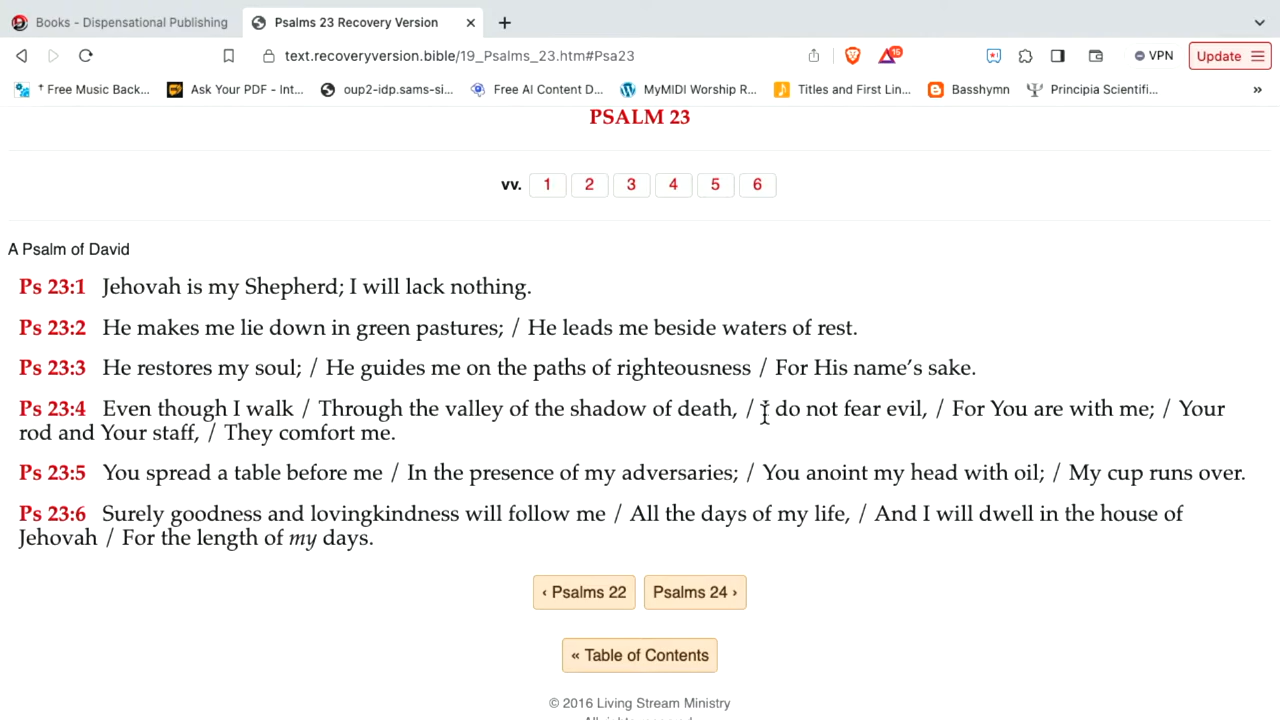 Books - Dispensational Publishing
Psalms 23 Recovery Version
text.recoveryversion.bible/19_Psalms_23.htm#Psa23
15
VPN
Update
† Free Music Back...
Ask Your PDF - Int...
oup2-idp.sams-si...
Free AI Content D...
MyMIDI Worship R...
Titles and First Lin...
Basshymn
Principia Scientifi...
»
PSALM 23
vv. 1 2 3 4 5 6
A Psalm of David
Ps 23:1 Jehovah is my Shepherd; I will lack nothing.
Ps 23:2 He makes me lie down in green pastures; / He leads me beside waters of rest.
Ps 23:3 He restores my soul; / He guides me on the paths of righteousness / For His name’s sake.
Ps 23:4 Even though I walk / Through the valley of the shadow of death, / I do not fear evil, / For You are with me; / Your
rod and Your staff, / They comfort me.
Ps 23:5 You spread a table before me / In the presence of my adversaries; / You anoint my head with oil; / My cup runs over.
Ps 23:6 Surely goodness and lovingkindness will follow me / All the days of my life, / And I will dwell in the house of
Jehovah / For the length of my days.
‹ Psalms 22
Psalms 24 ›
« Table of Contents
© 2016 Living Stream Ministry
All rights reserved